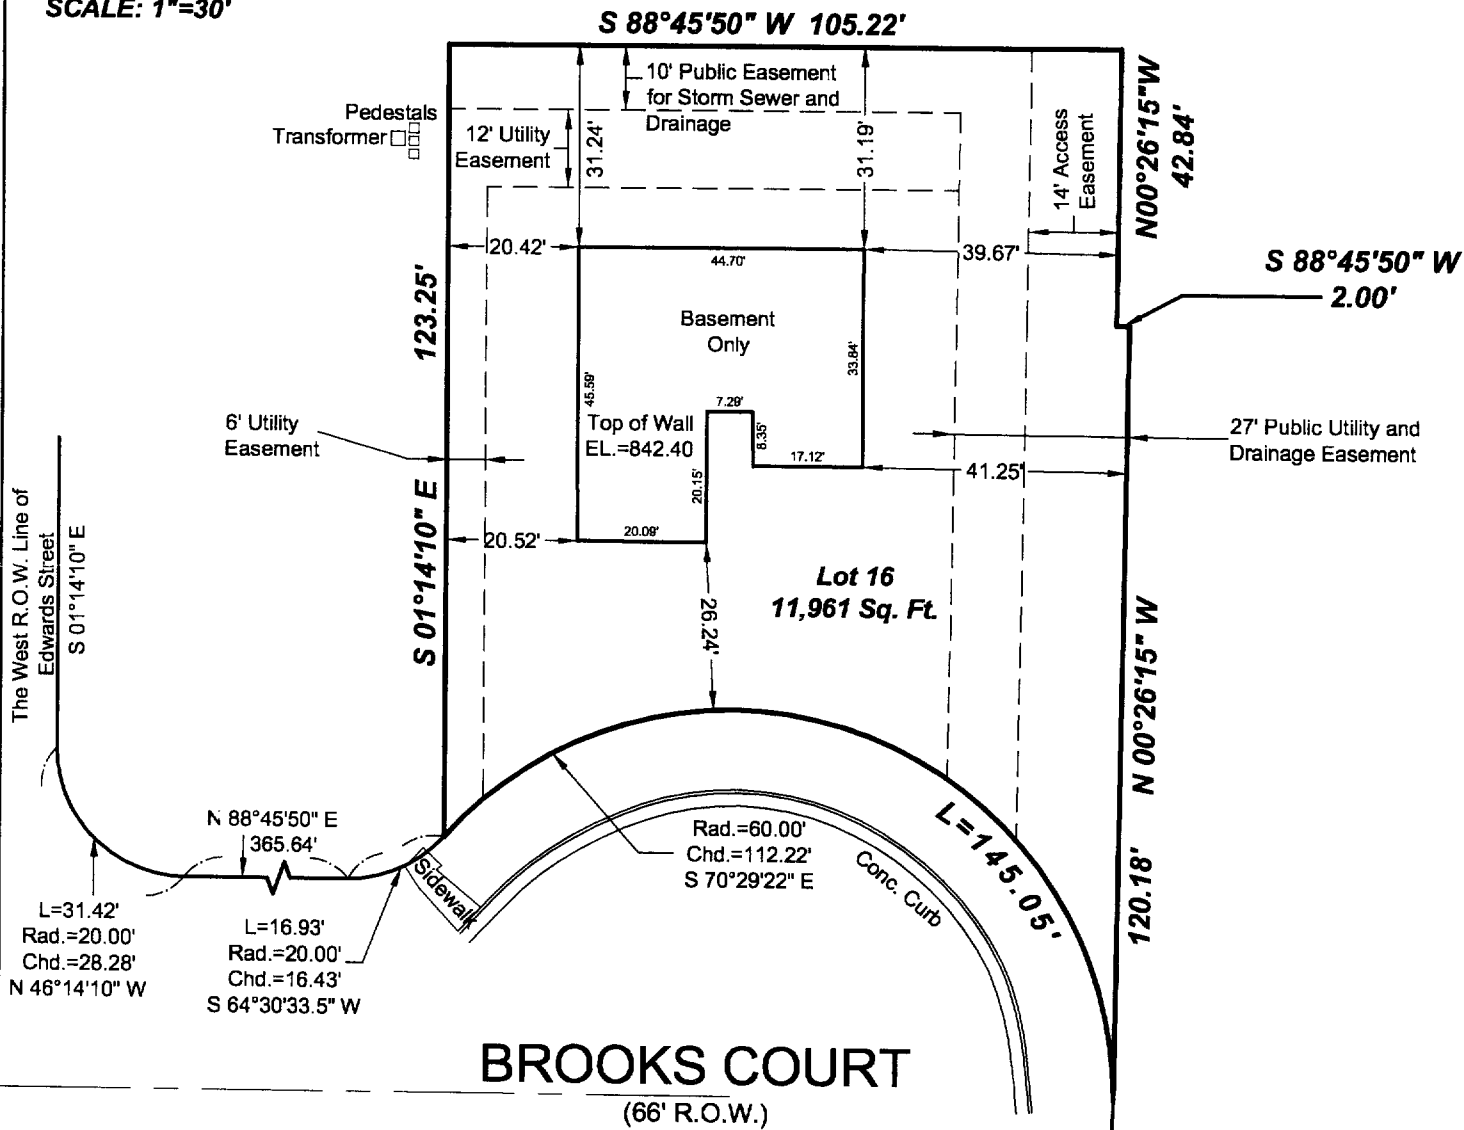 SCALE: 1"=30'
S 88°45'50" W 105.22'
10' Public Easement
for Storm Sewer and
Drainage
Pedestals
Transformer
12' Utility
Easement
31.24'
31.19'
14' Access
Easement
N00°26'15"W
42.84'
20.42'
39.67'
44.70'
S 88°45'50" W
2.00'
123.25'
S 01°14'10" E
Basement
Only
33.84'
45.59'
7.29'
Top of Wall
EL.=842.40
8.35'
17.12'
20.15'
41.25'
6' Utility
Easement
27' Public Utility and
Drainage Easement
20.52'
20.09'
The West R.O.W. Line of
Edwards Street
S 01°14'10" E
Lot 16
11,961 Sq. Ft.
26.24'
N 00°26'15" W
120.18'
N 88°45'50" E
365.64'
Rad.=60.00'
Chd.=112.22'
S 70°29'22" E
L=145.05'
Conc. Curb
Sidewalk
L=31.42'
Rad.=20.00'
Chd.=28.28'
N 46°14'10" W
L=16.93'
Rad.=20.00'
Chd.=16.43'
S 64°30'33.5" W
BROOKS COURT
(66' R.O.W.)